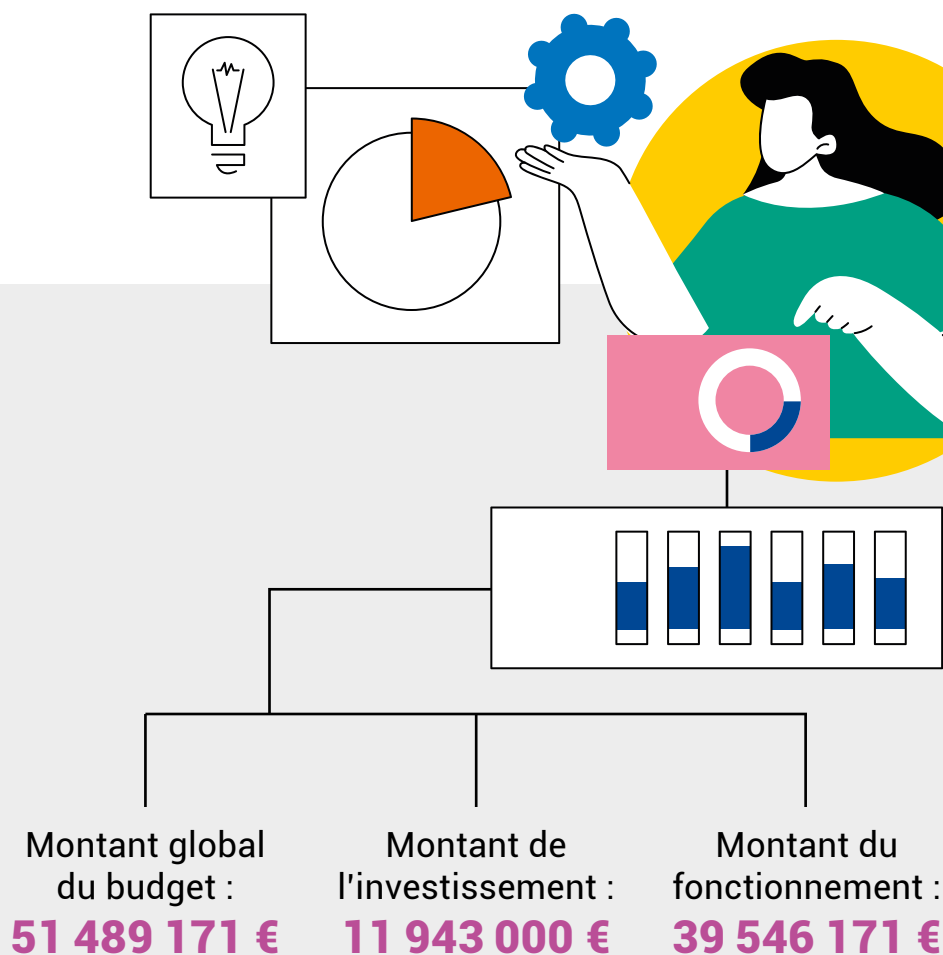 Montant global
du budget :
51 489 171 €
Montant de
l'investissement :
11 943 000 €
Montant du
fonctionnement :
39 546 171 €